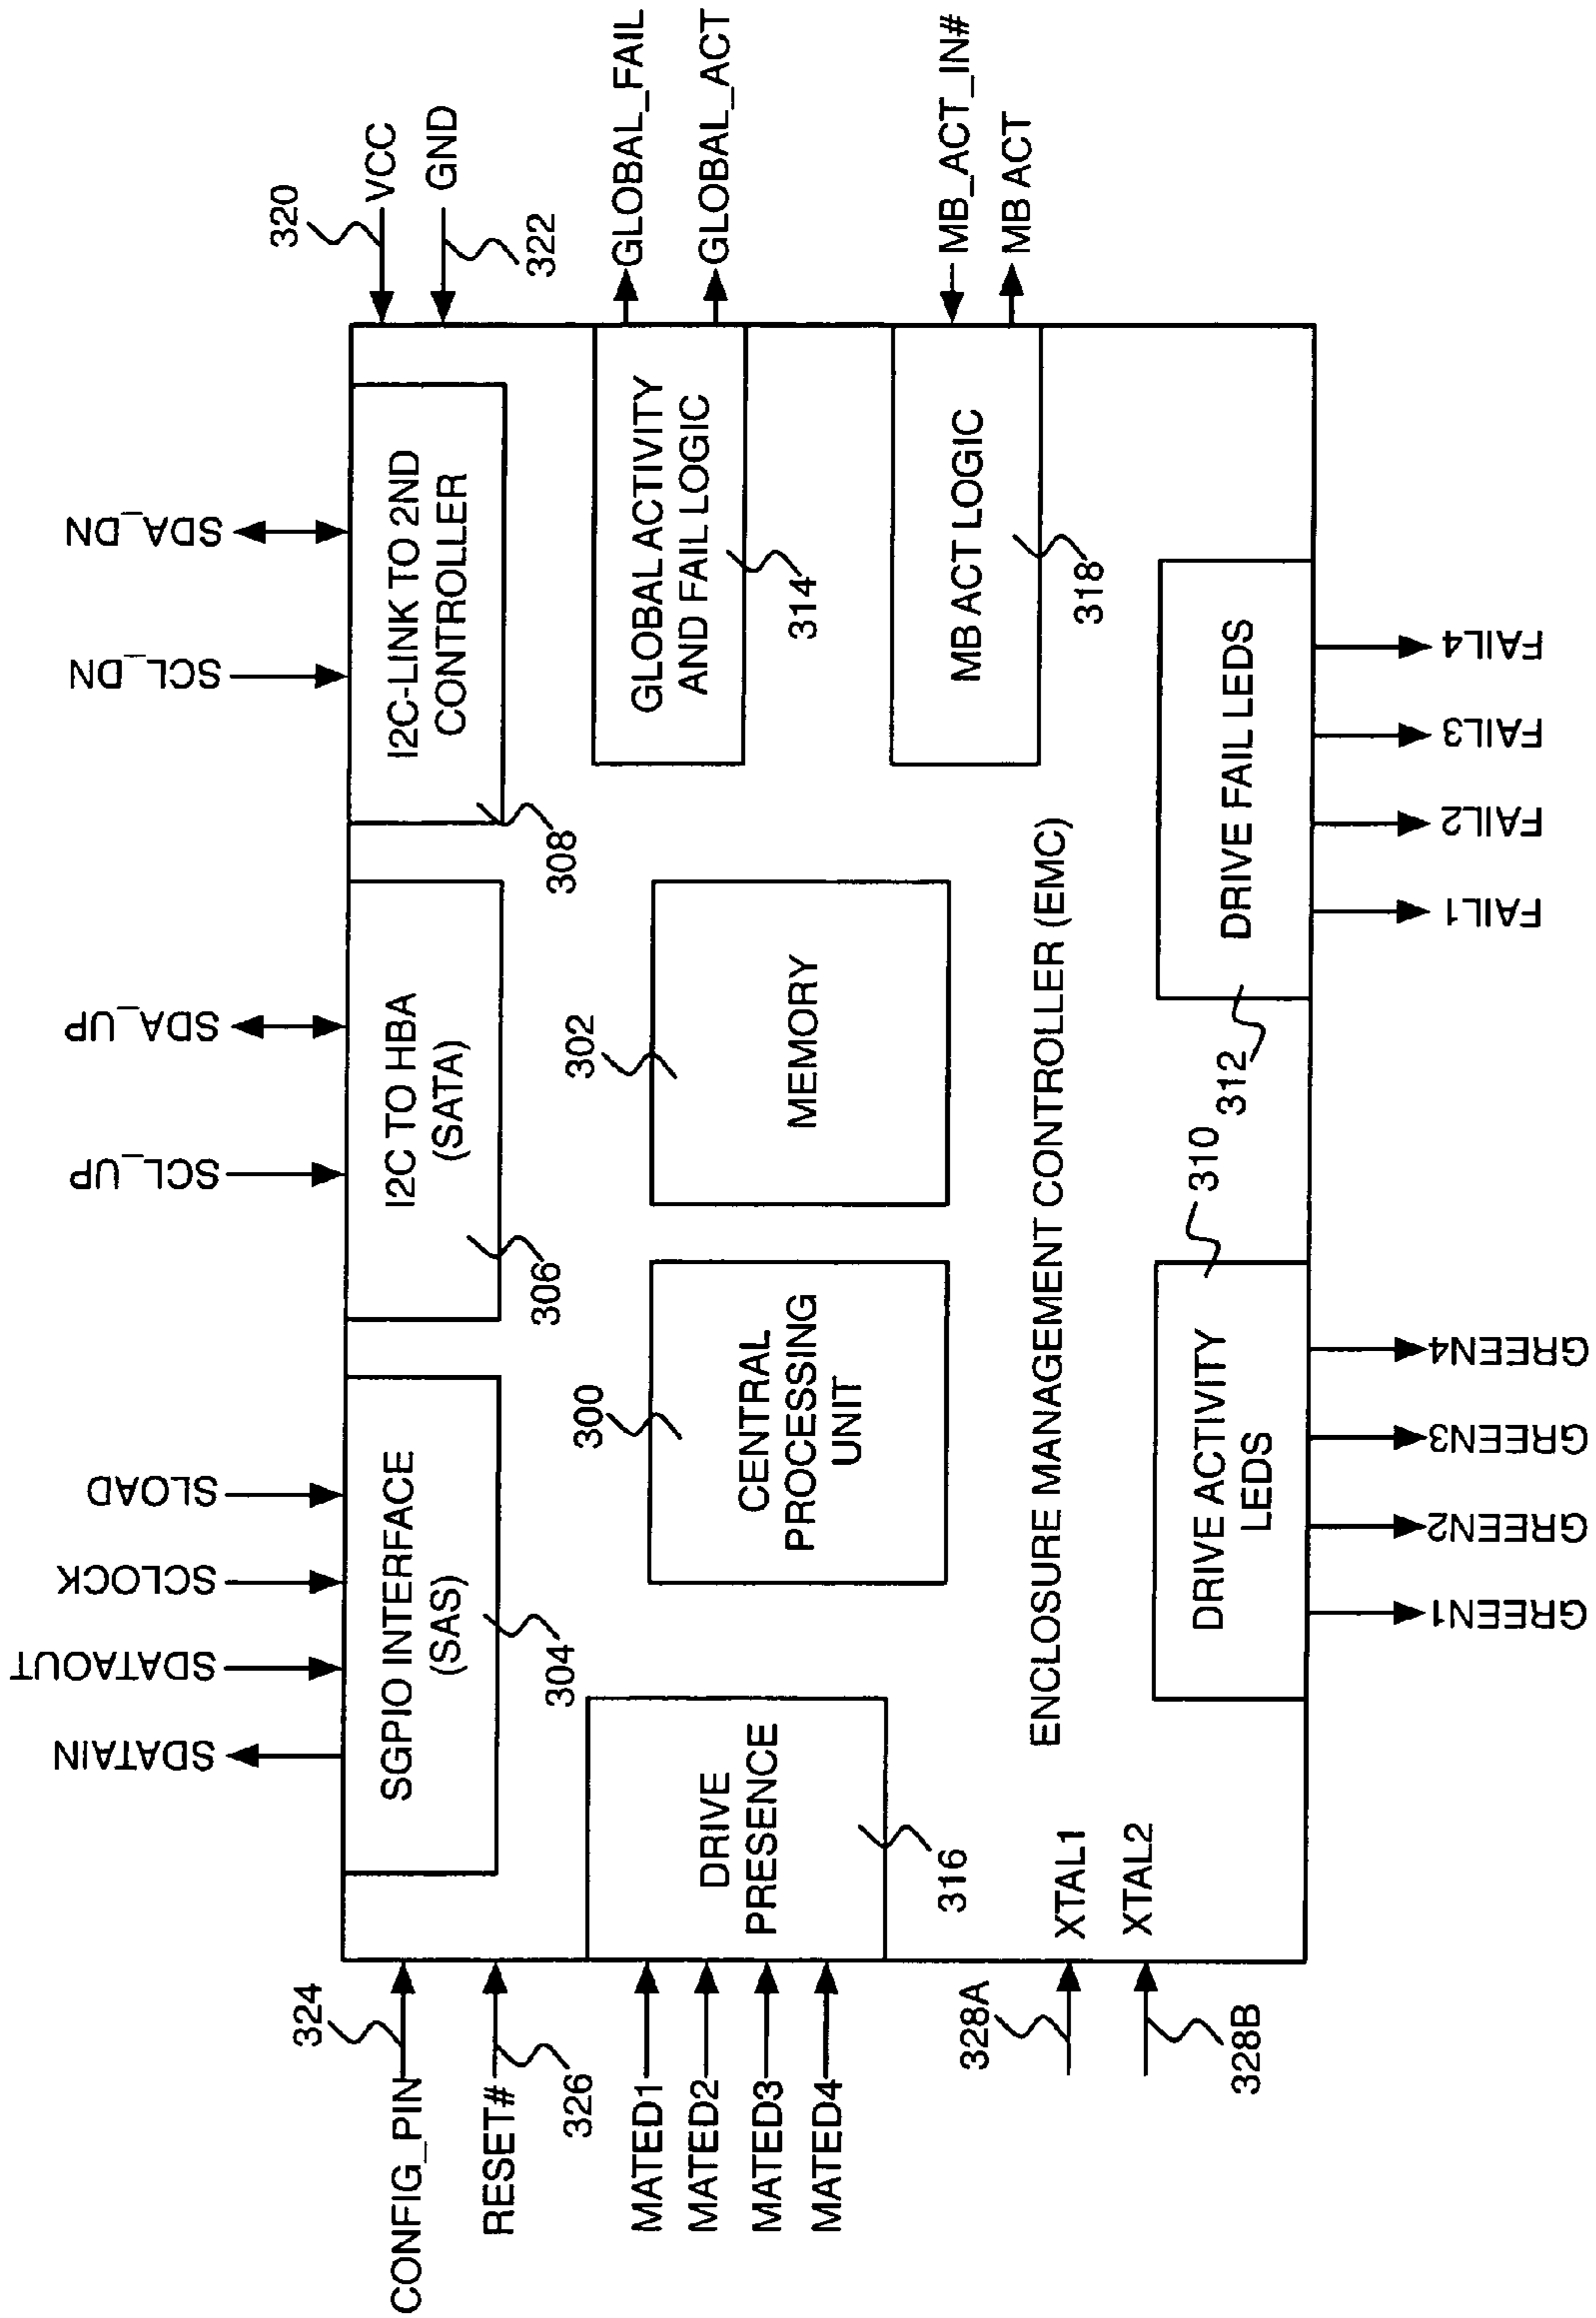 SDATAIN
SDATAOUT
SCLOCK
SLOAD
SCL_UP
SDA_UP
SCL_DN
SDA_DN
324
CONFIG_PIN
RESET#
326
SGPIO INTERFACE
(SAS)
304
I2C TO HBA
(SATA)
306
I2C-LINK TO 2ND
CONTROLLER
308
320
VCC
GND
322
MATED1
MATED2
MATED3
MATED4
DRIVE
PRESENCE
316
300
CENTRAL
PROCESSING
UNIT
302
MEMORY
GLOBAL ACTIVITY
AND FAIL LOGIC
314
GLOBAL_FAIL
GLOBAL_ACT
MB ACT LOGIC
318
MB_ACT_IN#
MB ACT
ENCLOSURE MANAGEMENT CONTROLLER (EMC)
328A
XTAL1
XTAL2
328B
DRIVE ACTIVITY
LEDS
310
312
DRIVE FAIL LEDS
GREEN1
GREEN2
GREEN3
GREEN4
FAIL1
FAIL2
FAIL3
FAIL4